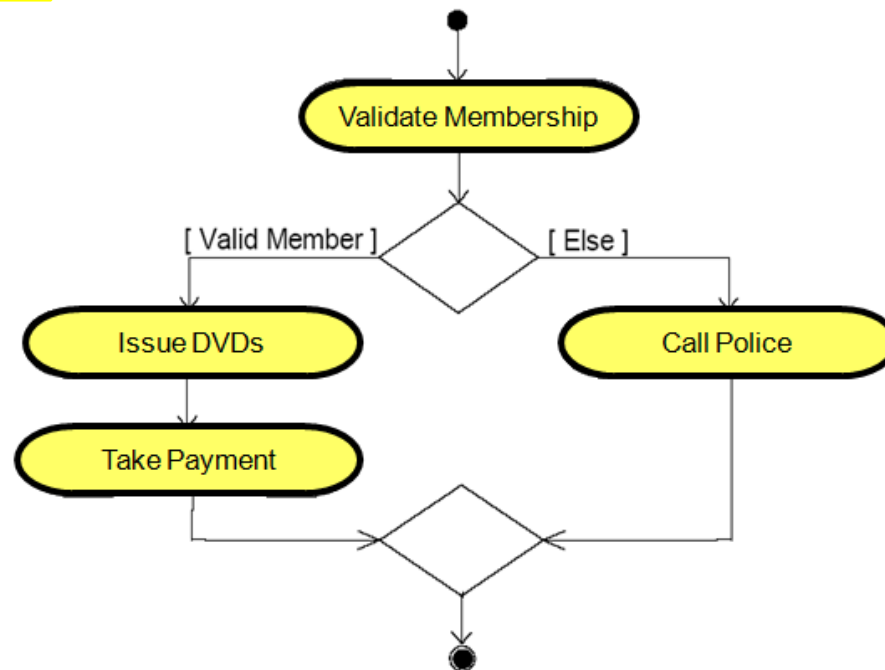 Validate Membership
[ Valid Member ]
[ Else ]
Issue DVDs
Call Police
Take Payment